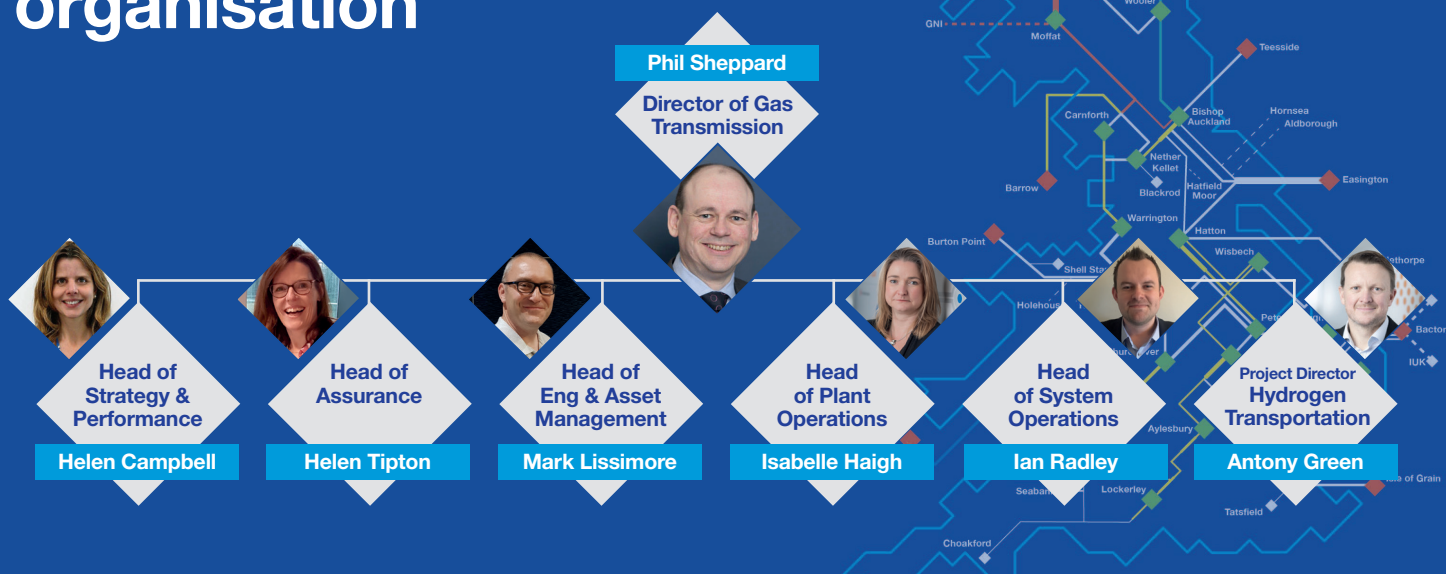 organisation
Phil Sheppard
Director of Gas
Transmission
Head of
Strategy &
Performance
Helen Campbell
Head of
Assurance
Helen Tipton
Head of
Eng & Asset
Management
Mark Lissimore
Head
of Plant
Operations
Isabelle Haigh
Head
of System
Operations
Ian Radley
Project Director
Hydrogen
Transportation
Antony Green
GNI
Moffat
Wooler
Teesside
Carnforth
Bishop
Auckland
Hornsea
Aldborough
Nether
Kellet
Barrow
Blackrod
Hatfield
Moor
Easington
Warrington
Burton Point
Hatton
Wisbech
Shell
IUK
Aylesbury
Lockerley
of Grain
Tatsfield
Choakford